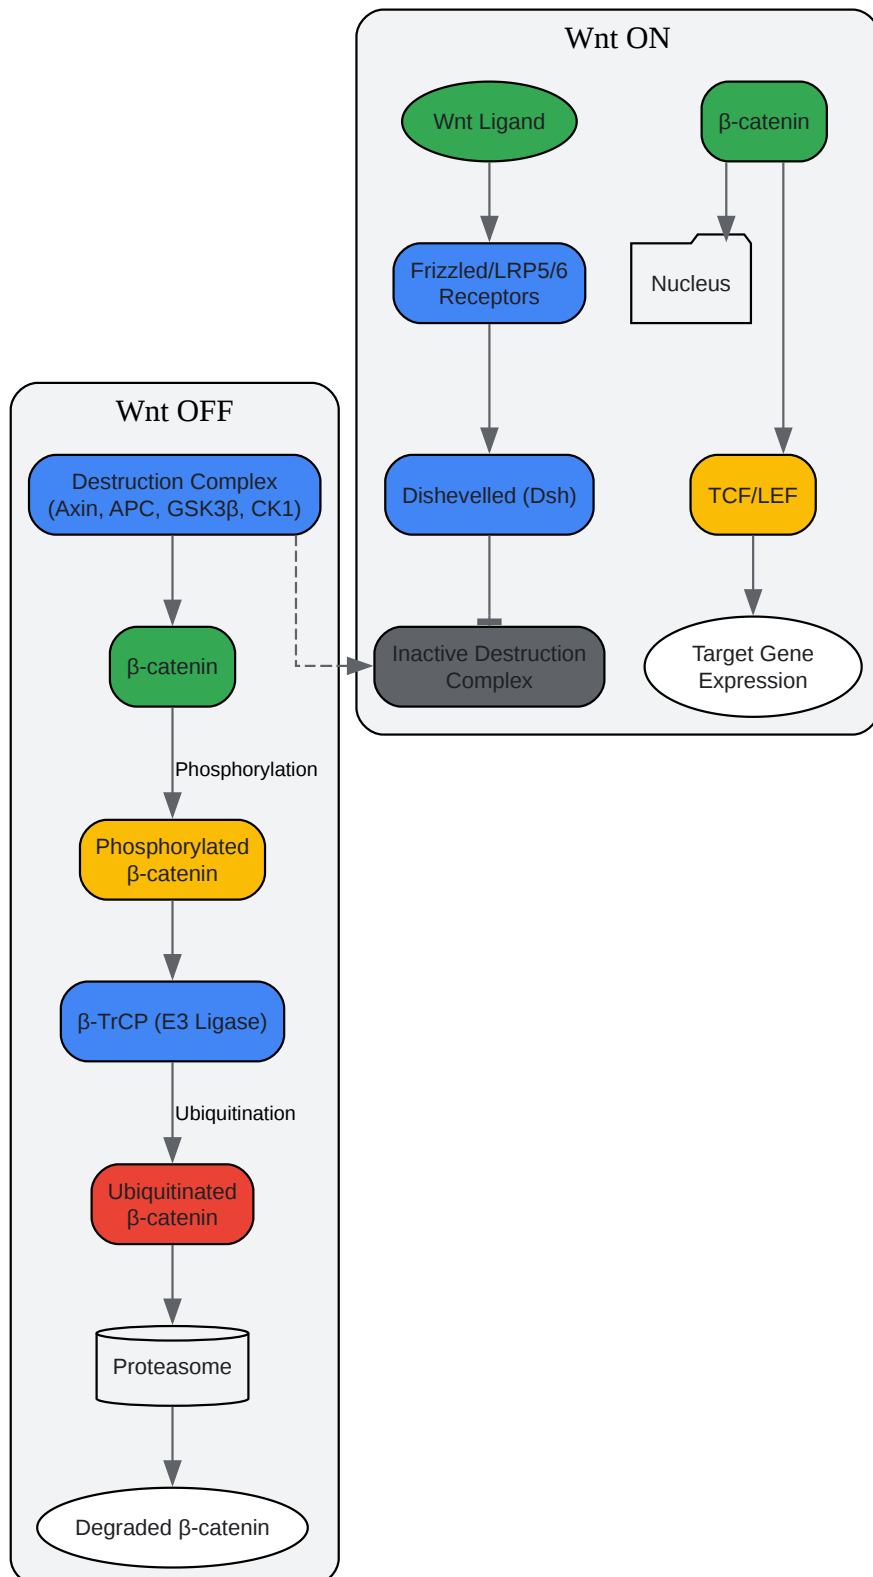 Wnt ON
Wnt Ligand
β-catenin
Frizzled/LRP5/6
Receptors
Nucleus
Dishevelled (Dsh)
TCF/LEF
Inactive Destruction
Complex
Target Gene
Expression
Wnt OFF
Destruction Complex
(Axin, APC, GSK3β, CK1)
β-catenin
Phosphorylation
Phosphorylated
β-catenin
β-TrCP (E3 Ligase)
Ubiquitination
Ubiquitinated
β-catenin
Proteasome
Degraded β-catenin